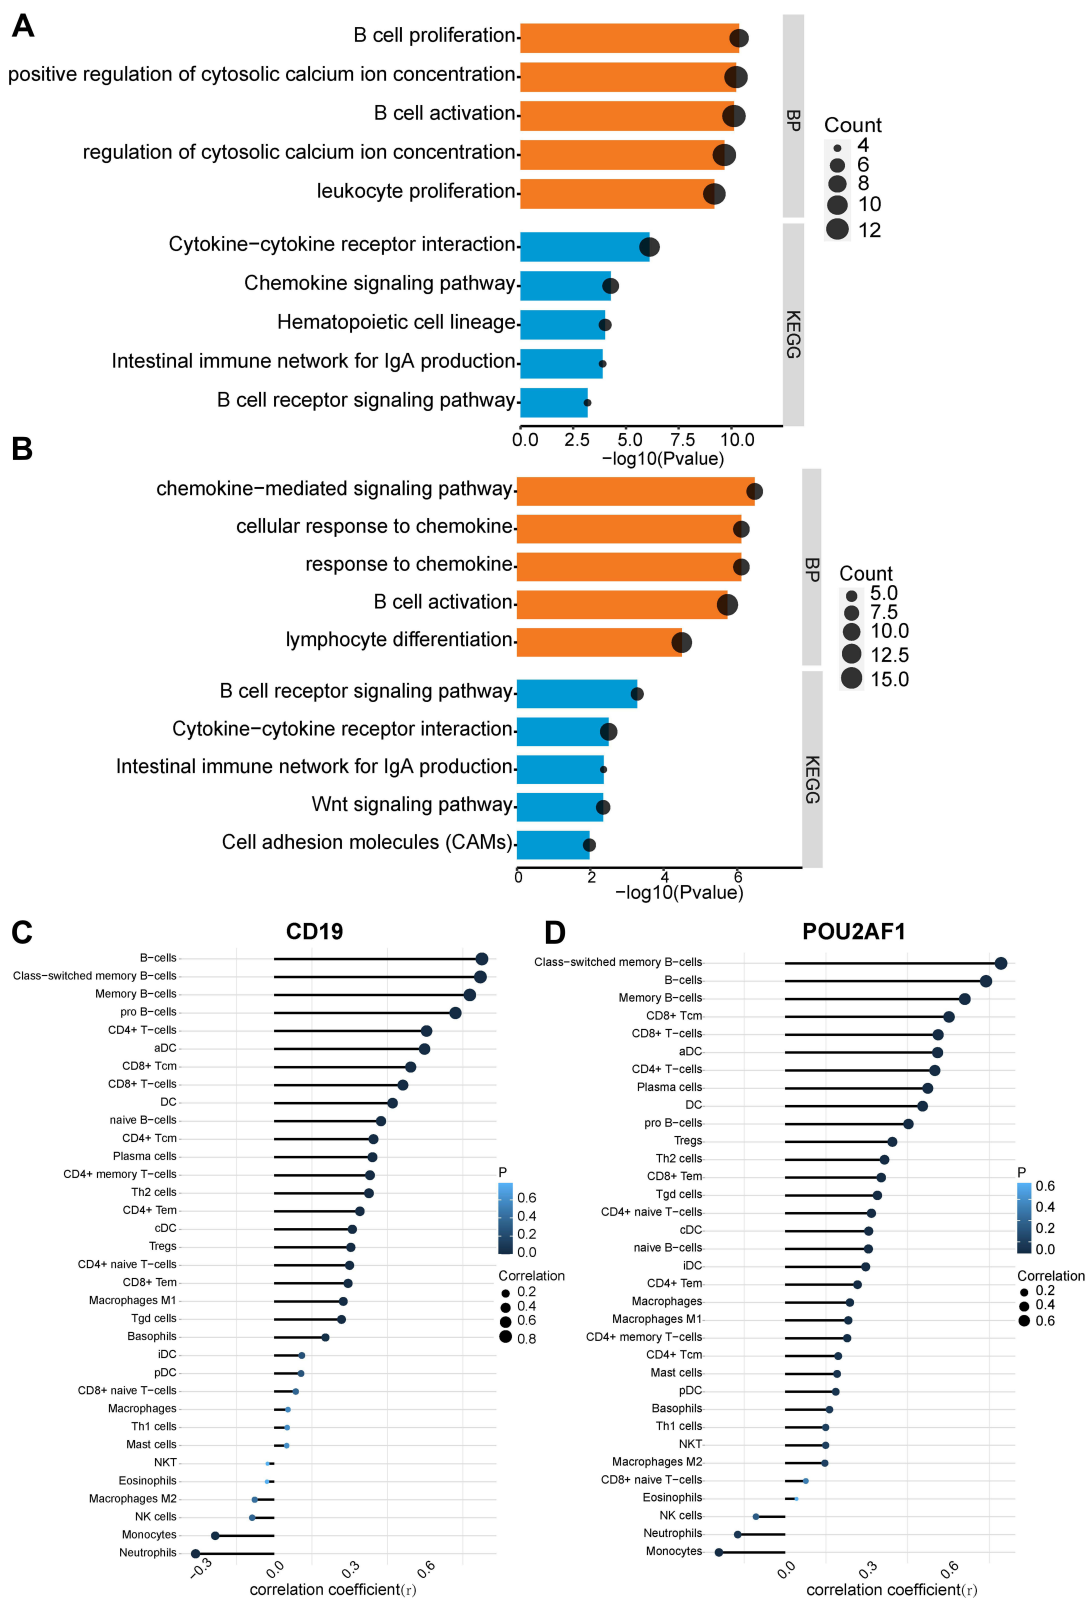 A
B cell proliferation
positive regulation of cytosolic calcium ion concentration
B cell activation
regulation of cytosolic calcium ion concentration
leukocyte proliferation
BP
Cytokine−cytokine receptor interaction
Chemokine signaling pathway
Hematopoietic cell lineage
Intestinal immune network for IgA production
B cell receptor signaling pathway
KEGG
0.0 2.5 5.0 7.5 10.0
−log10(Pvalue)
Count
4
6
8
10
12
B
chemokine−mediated signaling pathway
cellular response to chemokine
response to chemokine
B cell activation
lymphocyte differentiation
BP
B cell receptor signaling pathway
Cytokine−cytokine receptor interaction
Intestinal immune network for IgA production
Wnt signaling pathway
Cell adhesion molecules (CAMs)
KEGG
0 2 4 6
−log10(Pvalue)
Count
5.0
7.5
10.0
12.5
15.0
C
CD19
B−cells
Class−switched memory B−cells
Memory B−cells
pro B−cells
CD4+ T−cells
aDC
CD8+ Tcm
CD8+ T−cells
DC
naive B−cells
CD4+ Tcm
Plasma cells
CD4+ memory T−cells
Th2 cells
CD4+ Tem
cDC
Tregs
CD4+ naive T−cells
CD8+ Tem
Macrophages M1
Tgd cells
Basophils
iDC
pDC
CD8+ naive T−cells
Macrophages
Th1 cells
Mast cells
NKT
Eosinophils
Macrophages M2
NK cells
Monocytes
Neutrophils
−0.3 0.0 0.3 0.6
correlation coefficient(r)
P
0.6
0.4
0.2
0.0
Correlation
0.2
0.4
0.6
0.8
D
POU2AF1
Class−switched memory B−cells
B−cells
Memory B−cells
CD8+ Tcm
CD8+ T−cells
aDC
CD4+ T−cells
Plasma cells
DC
pro B−cells
Tregs
Th2 cells
CD8+ Tem
Tgd cells
CD4+ naive T−cells
cDC
naive B−cells
iDC
CD4+ Tem
Macrophages
Macrophages M1
CD4+ memory T−cells
CD4+ Tcm
Mast cells
pDC
Basophils
Th1 cells
NKT
Macrophages M2
CD8+ naive T−cells
Eosinophils
NK cells
Neutrophils
Monocytes
0.0 0.3 0.6
correlation coefficient(r)
P
0.6
0.4
0.2
0.0
Correlation
0.2
0.4
0.6